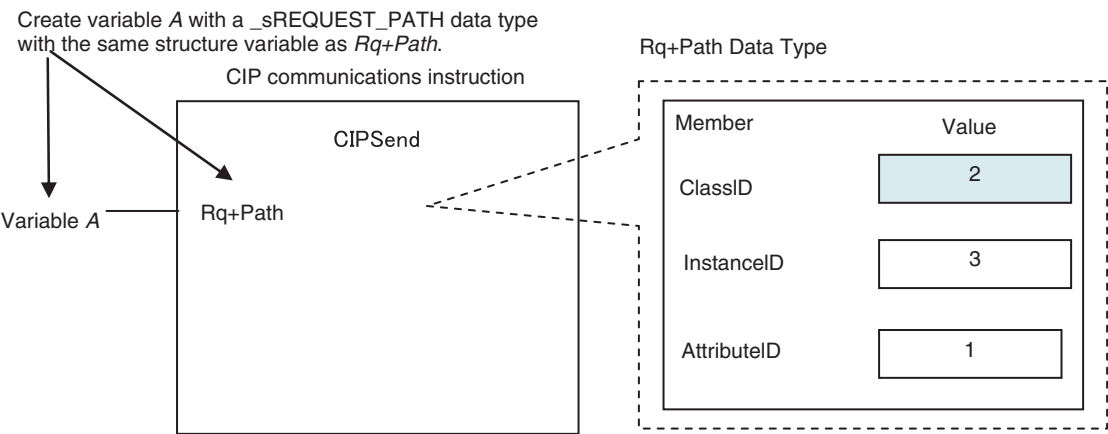 Create variable A with a _sREQUEST_PATH data type
with the same structure variable as Rq+Path.
CIP communications instruction
CIPSend
Variable A
Rq+Path
Rq+Path Data Type
Member
Value
ClassID
2
InstanceID
3
AttributeID
1